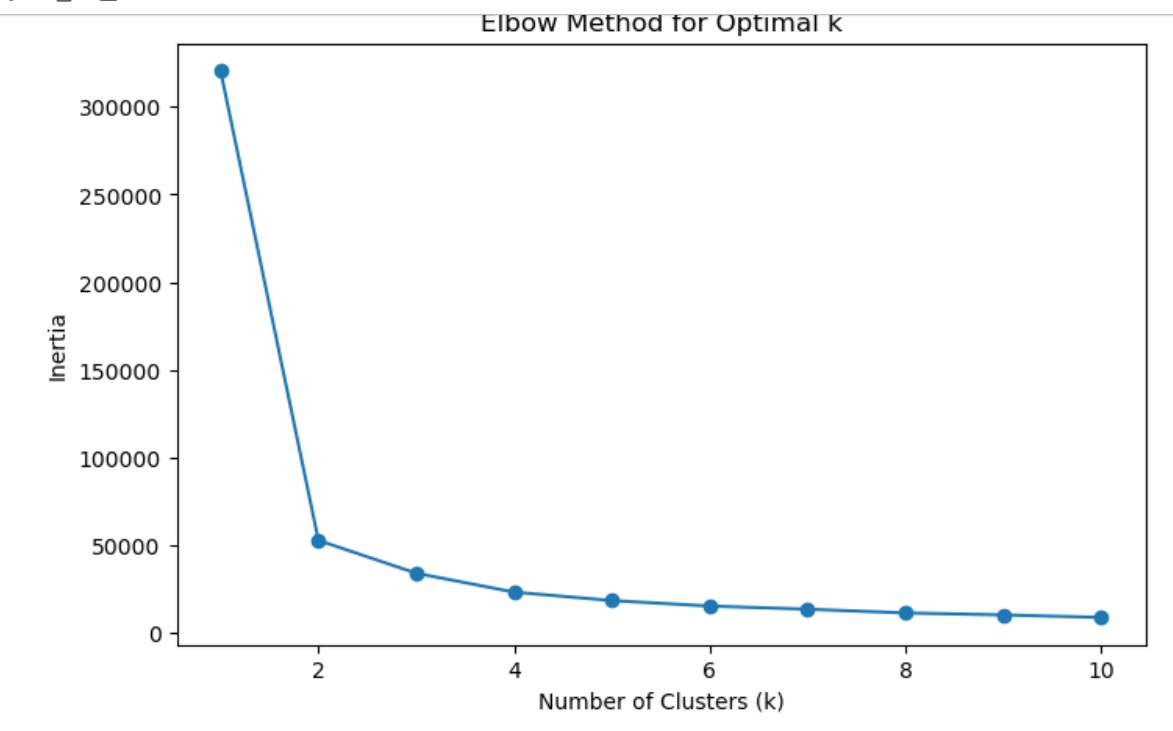 Elbow Method for Optimal k
300000
250000
200000
150000
100000
50000
0
Inertia
2 4 6 8 10
Number of Clusters (k)